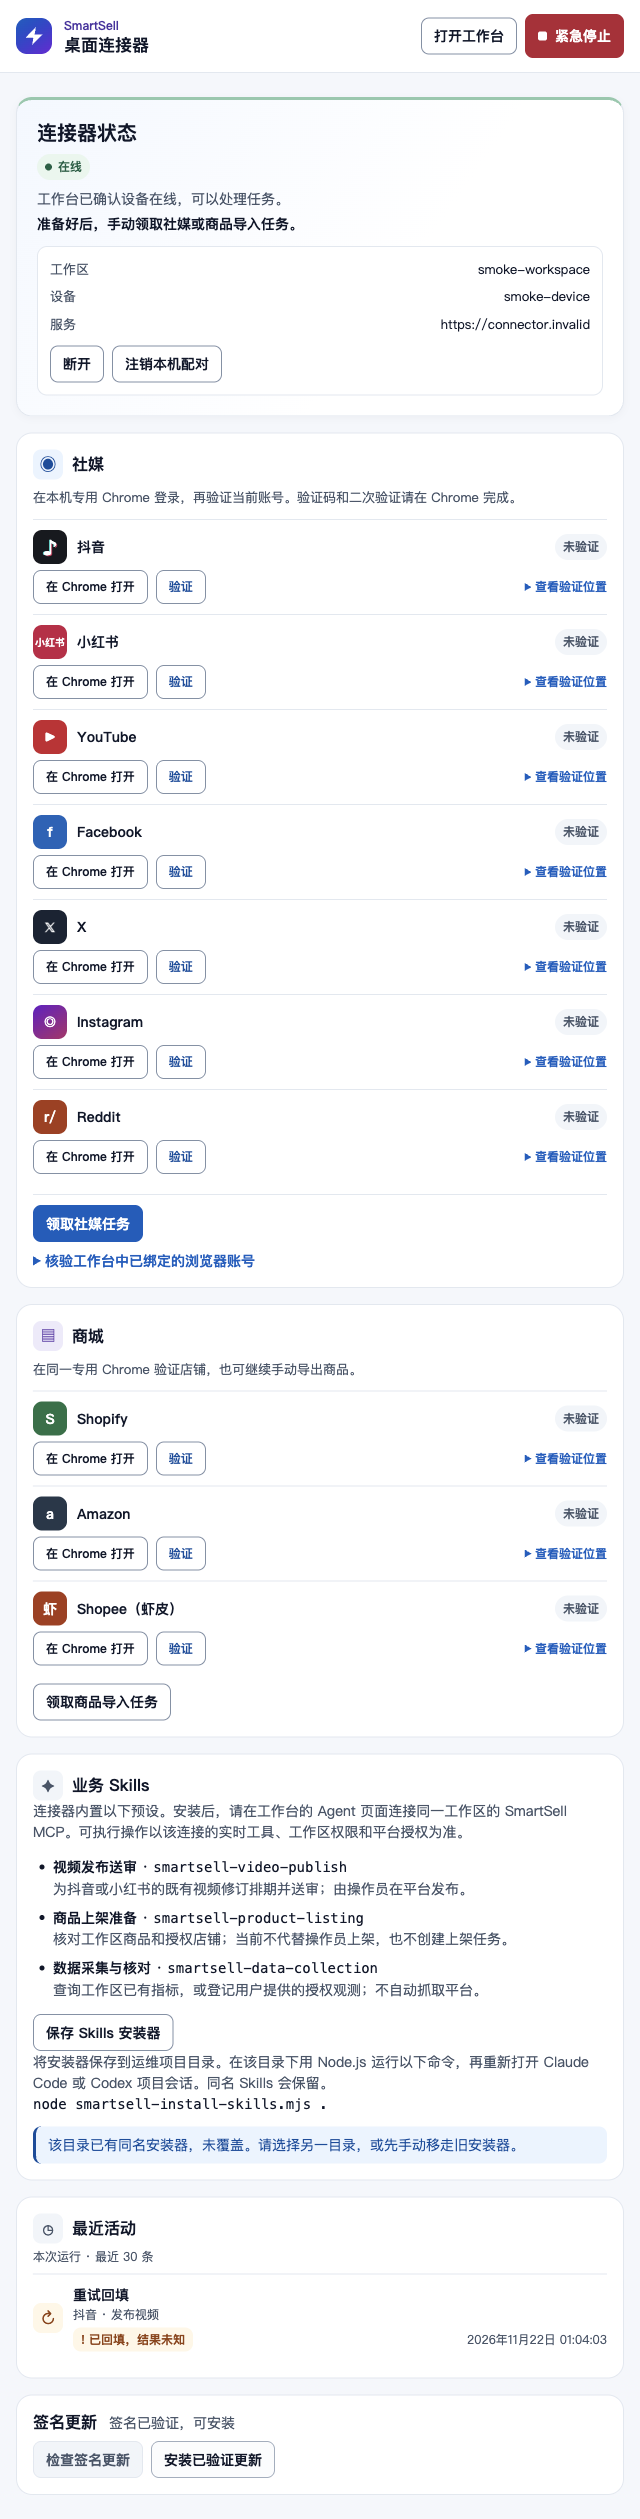 SmartSell
桌面连接器
打开工作台
紧急停止
连接器状态
在线
工作台已确认设备在线，可以处理任务。
准备好后，手动领取社媒或商品导入任务。
工作区 smoke-workspace
设备 smoke-device
服务 https://connector.invalid
断开 注销本机配对
社媒
在本机专用 Chrome 登录，再验证当前账号。验证码和二次验证请在 Chrome 完成。
抖音 未验证
在 Chrome 打开 验证 ▶ 查看验证位置
小红书 小红书 未验证
在 Chrome 打开 验证 ▶ 查看验证位置
YouTube 未验证
在 Chrome 打开 验证 ▶ 查看验证位置
f Facebook 未验证
在 Chrome 打开 验证 ▶ 查看验证位置
𝕏 X 未验证
在 Chrome 打开 验证 ▶ 查看验证位置
Instagram 未验证
在 Chrome 打开 验证 ▶ 查看验证位置
r/ Reddit 未验证
在 Chrome 打开 验证 ▶ 查看验证位置
领取社媒任务
▶ 核验工作台中已绑定的浏览器账号
商城
在同一专用 Chrome 验证店铺，也可继续手动导出商品。
S Shopify 未验证
在 Chrome 打开 验证 ▶ 查看验证位置
a Amazon 未验证
在 Chrome 打开 验证 ▶ 查看验证位置
虾 Shopee（虾皮） 未验证
在 Chrome 打开 验证 ▶ 查看验证位置
领取商品导入任务
业务 Skills
连接器内置以下预设。安装后，请在工作台的 Agent 页面连接同一工作区的 SmartSell
MCP。可执行操作以该连接的实时工具、工作区权限和平台授权为准。
• 视频发布送审 · smartsell-video-publish
为抖音或小红书的既有视频修订排期并送审；由操作员在平台发布。
• 商品上架准备 · smartsell-product-listing
核对工作区商品和授权店铺；当前不代替操作员上架，也不创建上架任务。
• 数据采集与核对 · smartsell-data-collection
查询工作区已有指标，或登记用户提供的授权观测；不自动抓取平台。
保存 Skills 安装器
将安装器保存到运维项目目录。在该目录下用 Node.js 运行以下命令，再重新打开 Claude
Code 或 Codex 项目会话。同名 Skills 会保留。
node smartsell-install-skills.mjs .
该目录已有同名安装器，未覆盖。请选择另一目录，或先手动移走旧安装器。
最近活动
本次运行 · 最近 30 条
重试回填
抖音 · 发布视频
! 已回填，结果未知 2026年11月22日 01:04:03
签名更新 签名已验证，可安装
检查签名更新 安装已验证更新